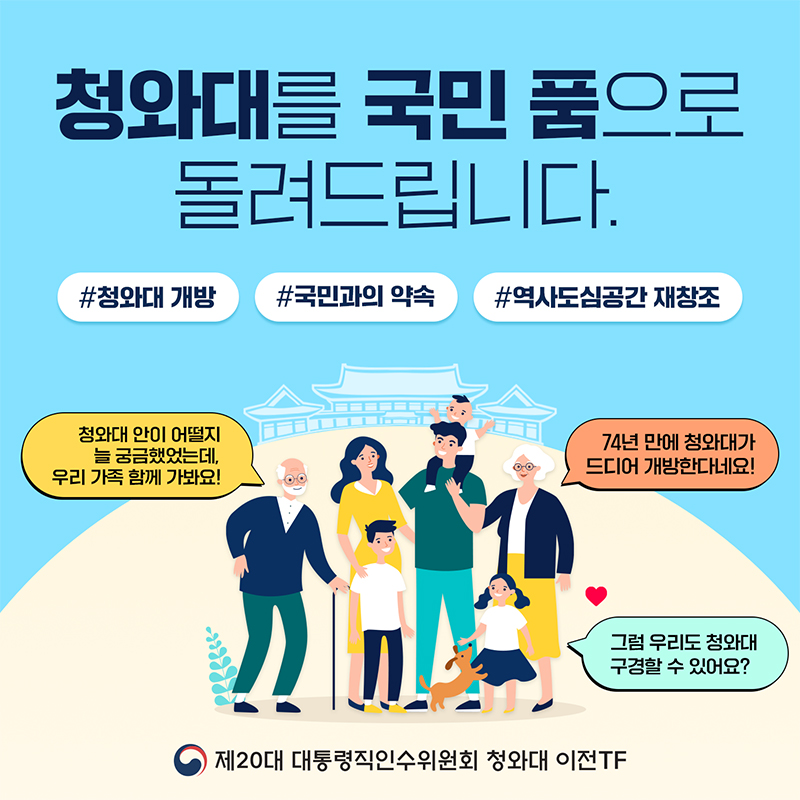 청와대를 국민 품으로
돌려드립니다.
#청와대 개방
#국민과의 약속
#역사도심공간 재창조
청와대 안이 어떨지
늘 궁금했었는데,
우리 가족 함께 가봐요!
74년 만에 청와대가
드디어 개방한다네요!
그럼 우리도 청와대
구경할 수 있어요?
제20대 대통령직인수위원회 청와대 이전TF